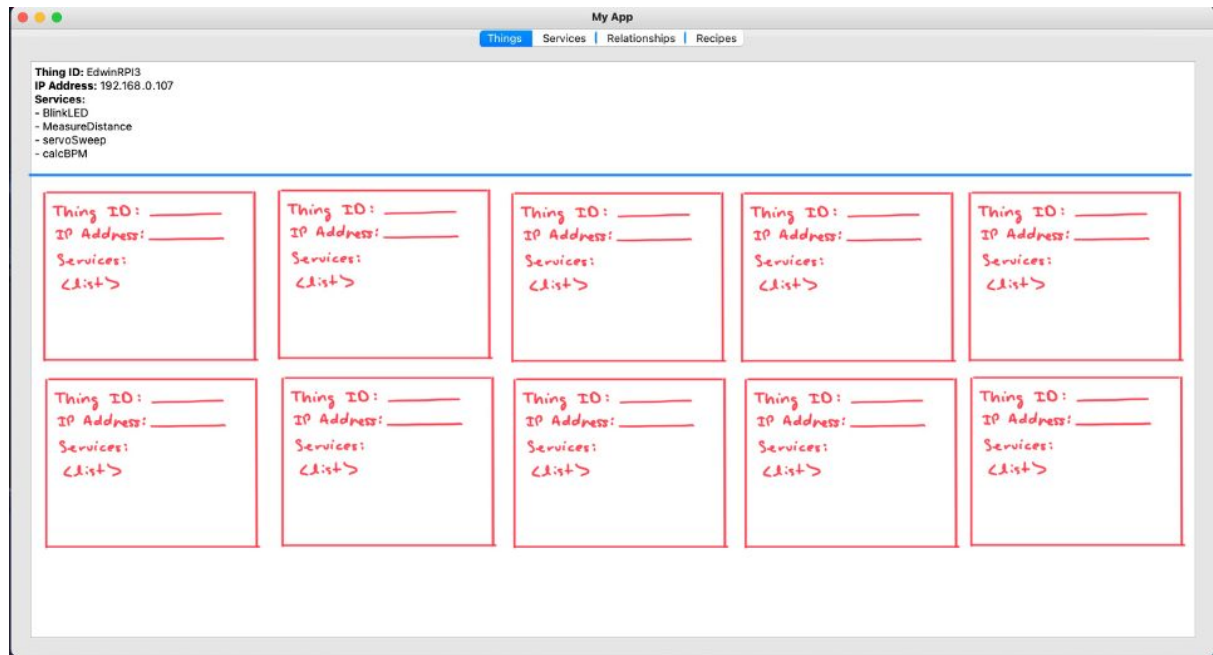 My App
Things Services Relationships Recipes
Thing ID: EdwinRPI3
IP Address: 192.168.0.107
Services:
- BlinkLED
- MeasureDistance
- servoSweep
- calcBPM
Thing ID:
IP Address:
Services:
<list>
Thing ID:
IP Address:
Services:
<list>
Thing ID:
IP Address:
Services:
<list>
Thing ID:
IP Address:
Services:
<list>
Thing ID:
IP Address:
Services:
<list>
Thing ID:
IP Address:
Services:
<list>
Thing ID:
IP Address:
Services:
<list>
Thing ID:
IP Address:
Services:
<list>
Thing ID:
IP Address:
Services:
<list>
Thing ID:
IP Address:
Services:
<list>